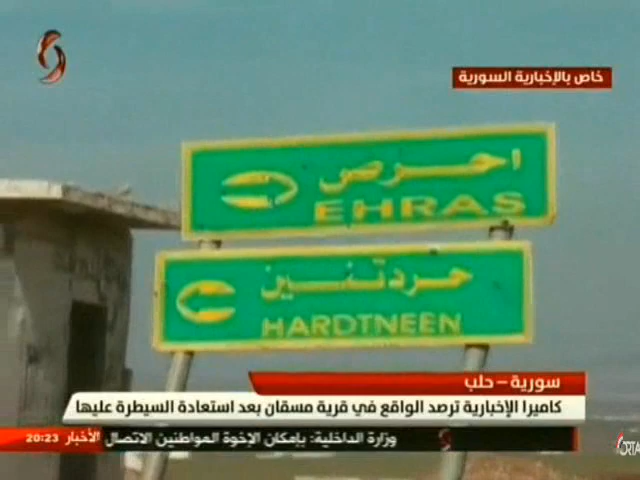 خاص بالإخبارية السورية
احرص
EHRAS
حردتنين
HARDTNEEN
سورية - حلب
كاميرا الإخبارية ترصد الواقع في قرية مسقان بعد استعادة السيطرة عليها
الأخبار 20:23 وزارة الداخلية: بإمكان الإخوة المواطنين الاتصال
ORTA